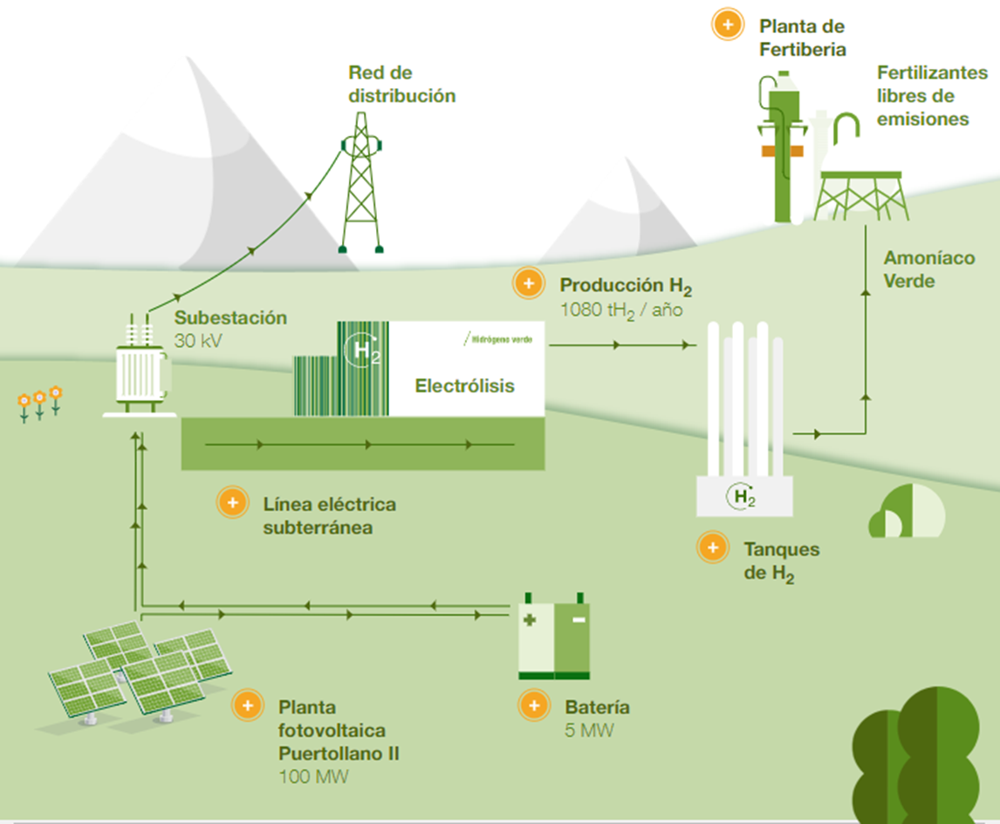 Planta de
Fertiberia
Red de
distribución
Fertilizantes
libres de
emisiones
Amoníaco
Verde
Producción H₂
1080 tH₂ / año
Subestación
30 kV
H₂
Hidrógeno verde
Electrólisis
Línea eléctrica
subterránea
H₂
Tanques
de H₂
Planta
fotovoltaica
Puertollano II
100 MW
Batería
5 MW